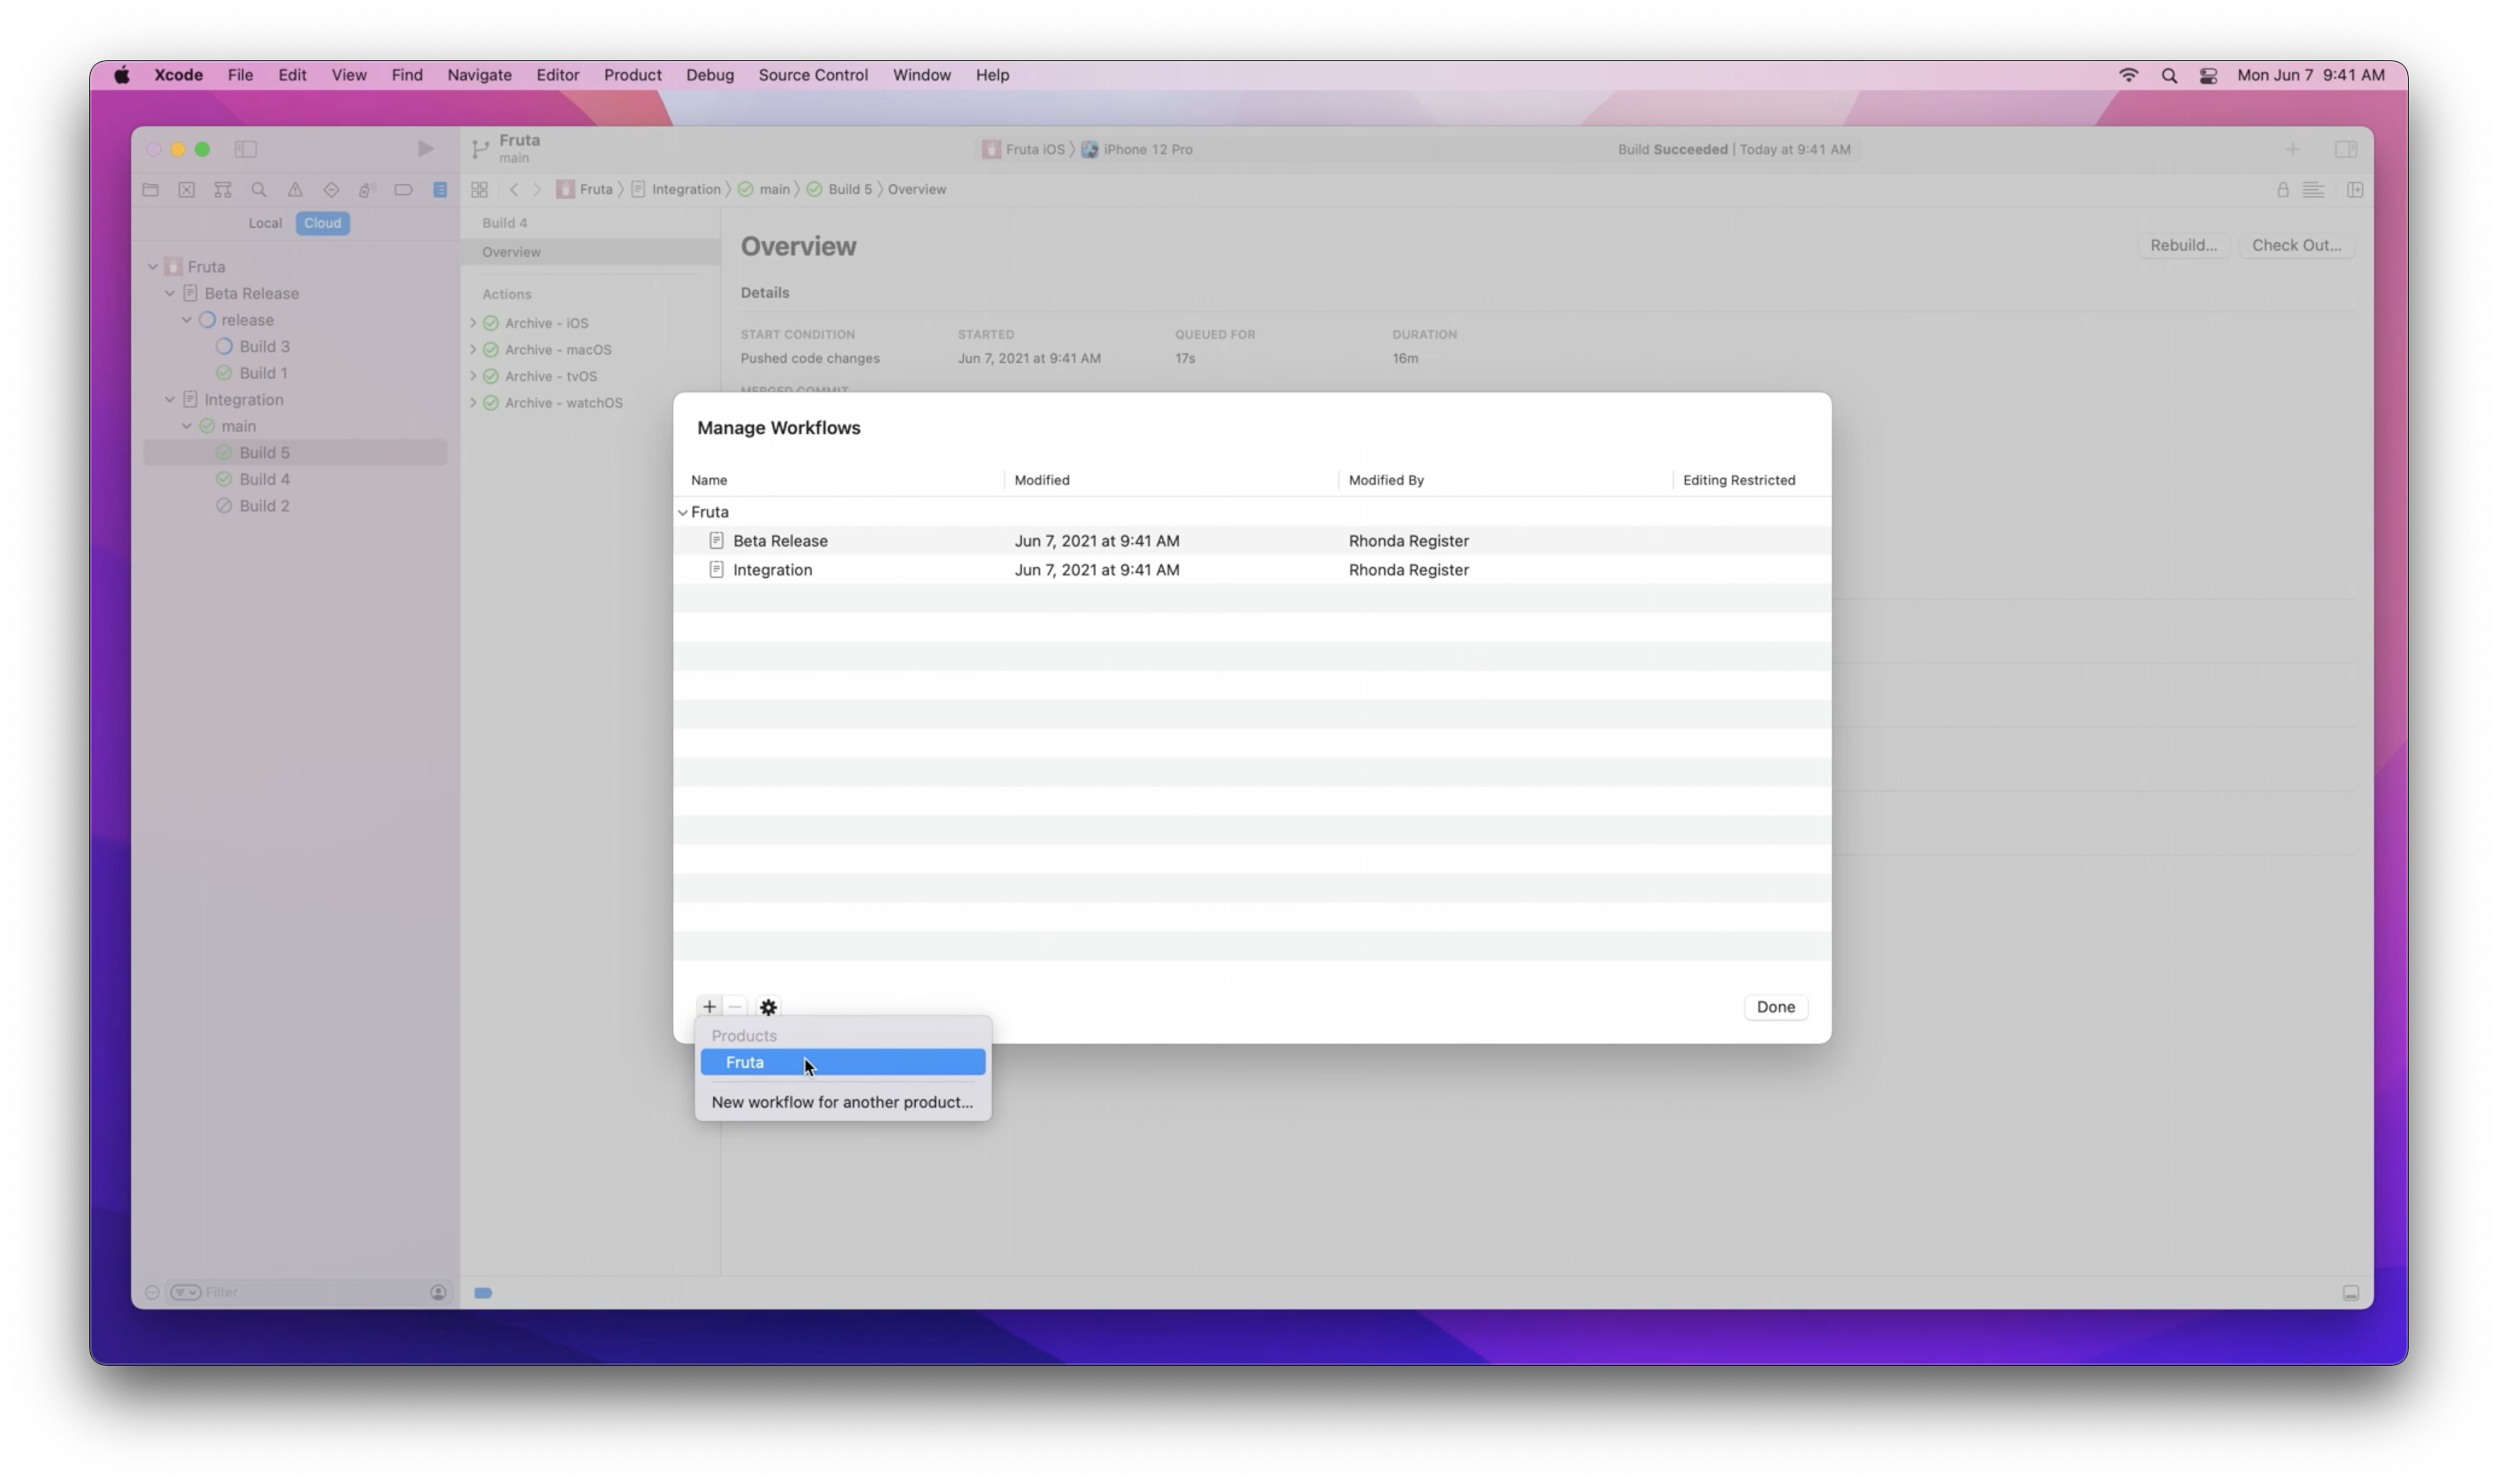 Xcode File Edit View Find Navigate Editor Product Debug Source Control Window Help Mon Jun 7 9:41 AM
Fruta
main
Fruta iOS iPhone 12 Pro Build Succeeded | Today at 9:41 AM
Fruta Integration main Build 5 Overview
Local Cloud
Fruta
Beta Release
release
Build 3
Build 1
Integration
main
Build 5
Build 4
Build 2
Filter
Build 4
Overview
Actions
Archive - iOS
Archive - macOS
Archive - tvOS
Archive - watchOS
Overview
Rebuild... Check Out...
Details
START CONDITION STARTED QUEUED FOR DURATION
Pushed code changes Jun 7, 2021 at 9:41 AM 17s 16m
MERGED COMMIT
Manage Workflows
Name Modified Modified By Editing Restricted
Fruta
Beta Release Jun 7, 2021 at 9:41 AM Rhonda Register
Integration Jun 7, 2021 at 9:41 AM Rhonda Register
Done
Products
Fruta
New workflow for another product...